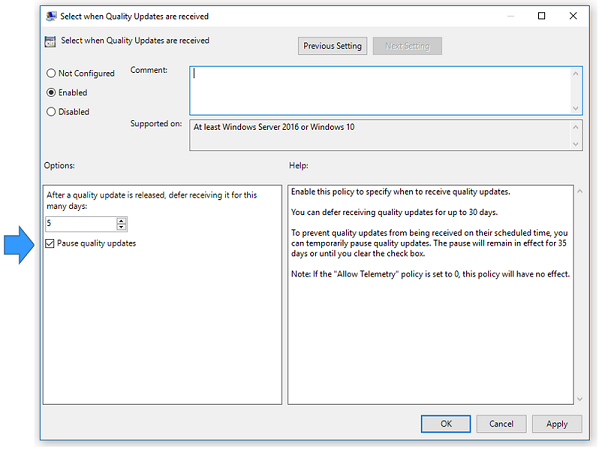 Select when Quality Updates are received
Select when Quality Updates are received
Previous Setting
Next Setting
Not Configured
Comment:
Enabled
Disabled
Supported on:
At least Windows Server 2016 or Windows 10
Options:
Help:
After a quality update is released, defer receiving it for this
many days:
5
Pause quality updates
Enable this policy to specify when to receive quality updates.
You can defer receiving quality updates for up to 30 days.
To prevent quality updates from being received on their scheduled time, you
can temporarily pause quality updates. The pause will remain in effect for 35
days or until you clear the check box.
Note: If the "Allow Telemetry" policy is set to 0, this policy will have no effect.
OK
Cancel
Apply